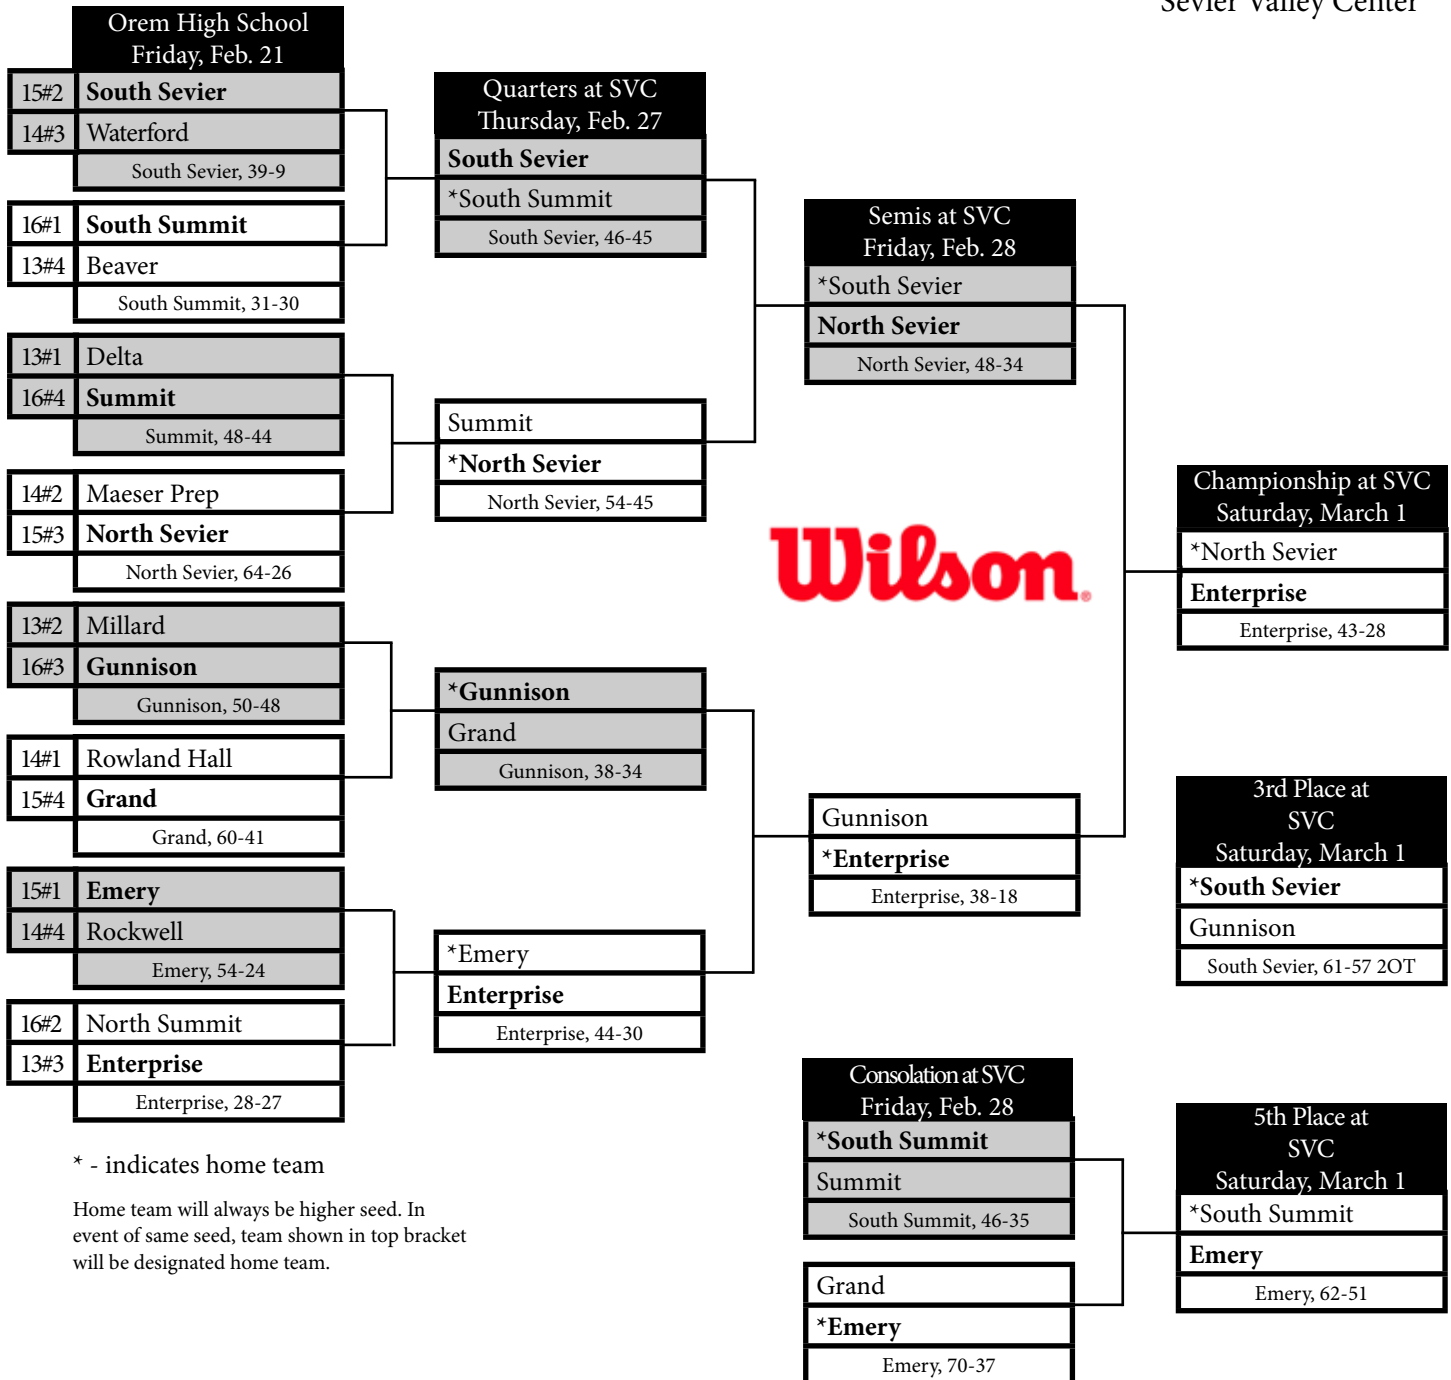 Sevier Valley Center
Orem High School
Friday, Feb. 21
15#2 South Sevier
14#3 Waterford
South Sevier, 39-9
16#1 South Summit
13#4 Beaver
South Summit, 31-30
13#1 Delta
16#4 Summit
Summit, 48-44
14#2 Maeser Prep
15#3 North Sevier
North Sevier, 64-26
13#2 Millard
16#3 Gunnison
Gunnison, 50-48
14#1 Rowland Hall
15#4 Grand
Grand, 60-41
15#1 Emery
14#4 Rockwell
Emery, 54-24
16#2 North Summit
13#3 Enterprise
Enterprise, 28-27
Quarters at SVC
Thursday, Feb. 27
South Sevier
*South Summit
South Sevier, 46-45
Summit
*North Sevier
North Sevier, 54-45
*Gunnison
Grand
Gunnison, 38-34
*Emery
Enterprise
Enterprise, 44-30
Semis at SVC
Friday, Feb. 28
*South Sevier
North Sevier
North Sevier, 48-34
Wilson®
Gunnison
*Enterprise
Enterprise, 38-18
Championship at SVC
Saturday, March 1
*North Sevier
Enterprise
Enterprise, 43-28
3rd Place at
SVC
Saturday, March 1
*South Sevier
Gunnison
South Sevier, 61-57 2OT
Consolation at SVC
Friday, Feb. 28
*South Summit
Summit
South Summit, 46-35
Grand
*Emery
Emery, 70-37
5th Place at
SVC
Saturday, March 1
*South Summit
Emery
Emery, 62-51
* - indicates home team
Home team will always be higher seed. In
event of same seed, team shown in top bracket
will be designated home team.